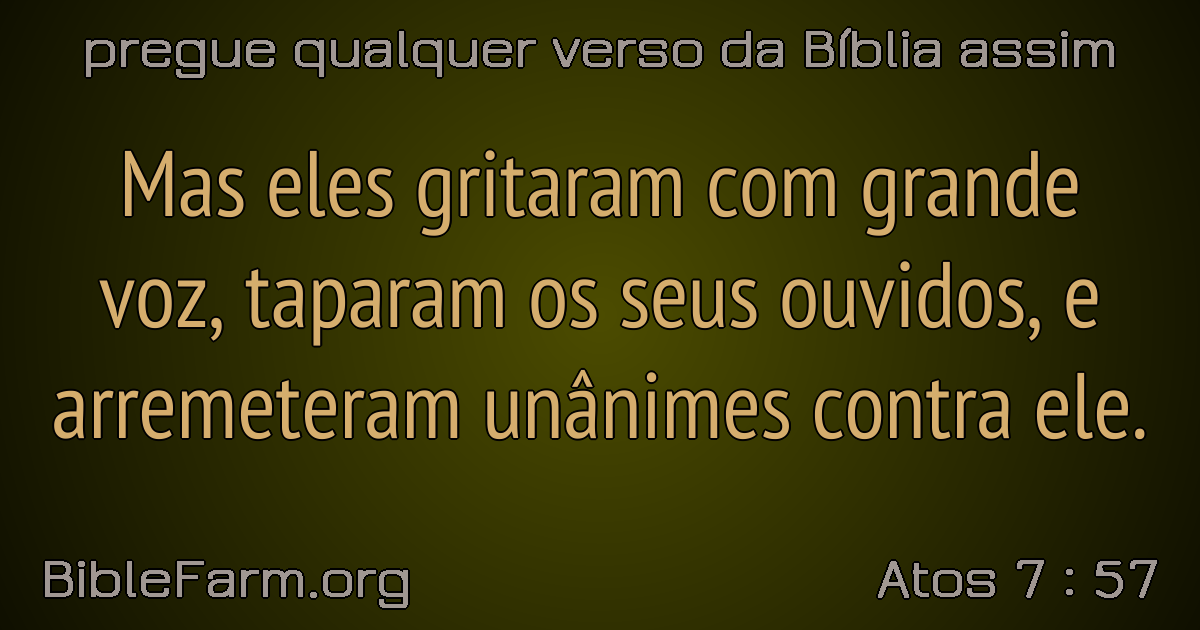 pregue qualquer verso da Bíblia assim
Mas eles gritaram com grande
voz, taparam os seus ouvidos, e
arremeteram unânimes contra ele.
BibleFarm.org
Atos 7 : 57